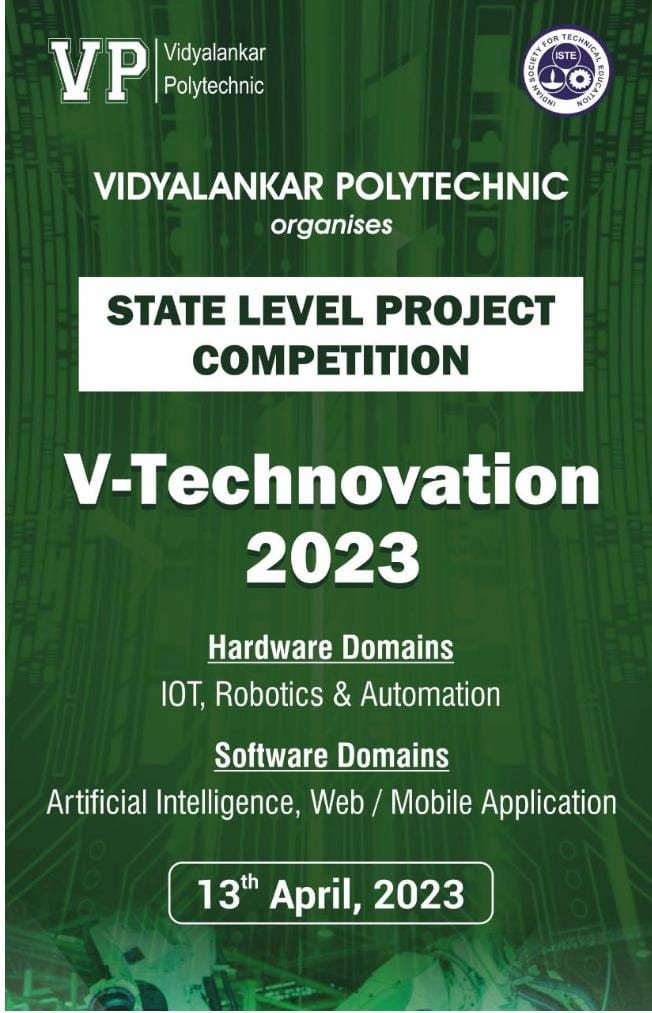 VP Vidyalankar
Polytechnic
INDIAN SOCIETY FOR TECHNICAL EDUCATION
ISTE
VIDYALANKAR POLYTECHNIC
organises
STATE LEVEL PROJECT
COMPETITION
V-Technovation
2023
Hardware Domains
IOT, Robotics & Automation
Software Domains
Artificial Intelligence, Web / Mobile Application
13th April, 2023